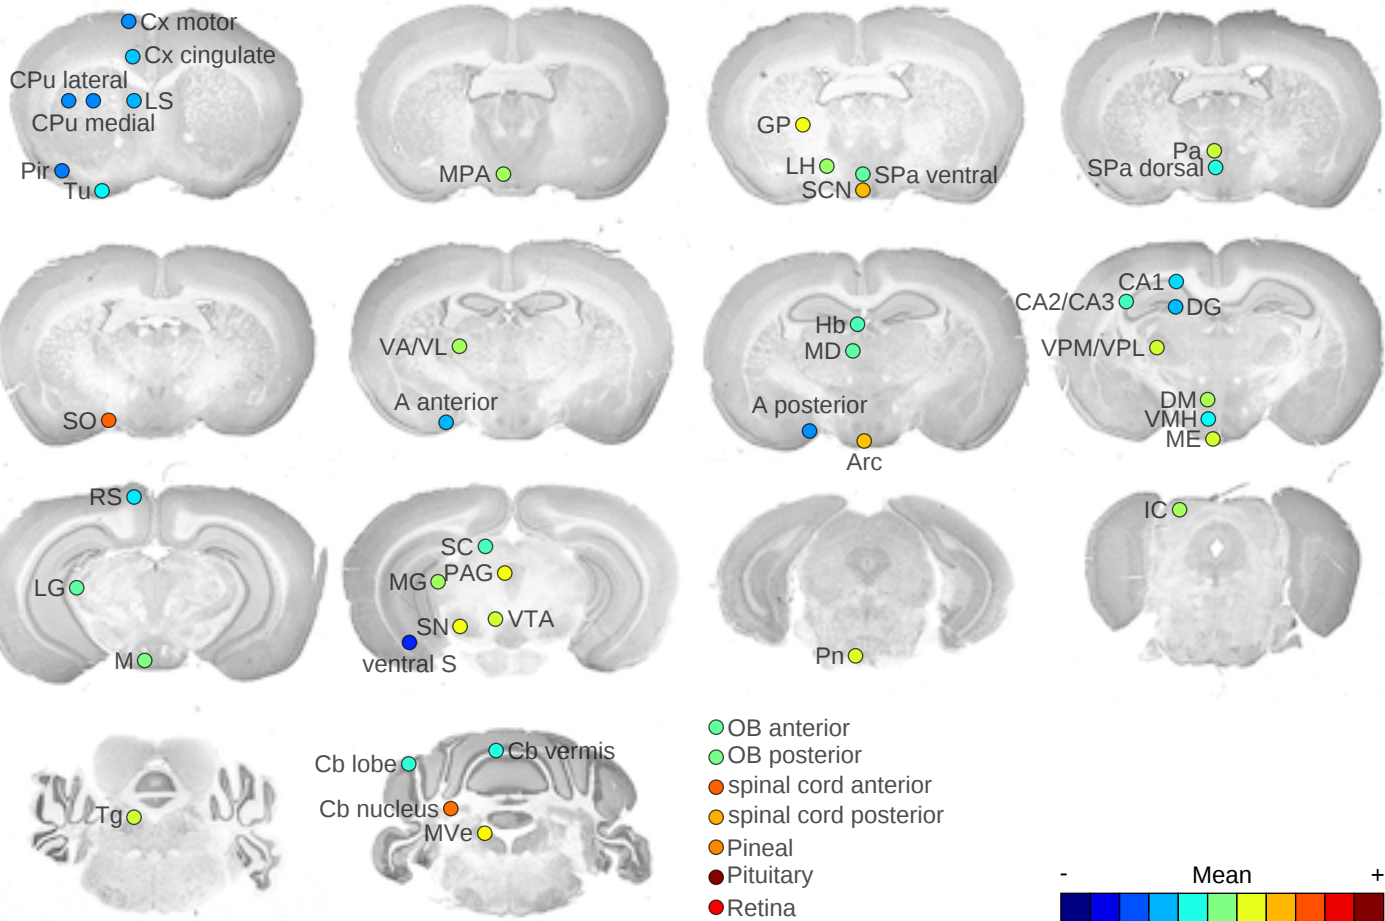 Cx motor
Cx cingulate
CPu lateral
LS
CPu medial
Pir
Tu
MPA
GP
LH
SPa ventral
SCN
Pa
SPa dorsal
SO
VA/VL
A anterior
Hb
MD
A posterior
Arc
CA1
CA2/CA3
DG
VPM/VPL
DM
VMH
ME
RS
LG
M
SC
MG
PAG
SN
VTA
ventral S
Pn
IC
Tg
Cb lobe
Cb vermis
Cb nucleus
MVe
OB anterior
OB posterior
spinal cord anterior
spinal cord posterior
Pineal
Pituitary
Retina
- Mean +